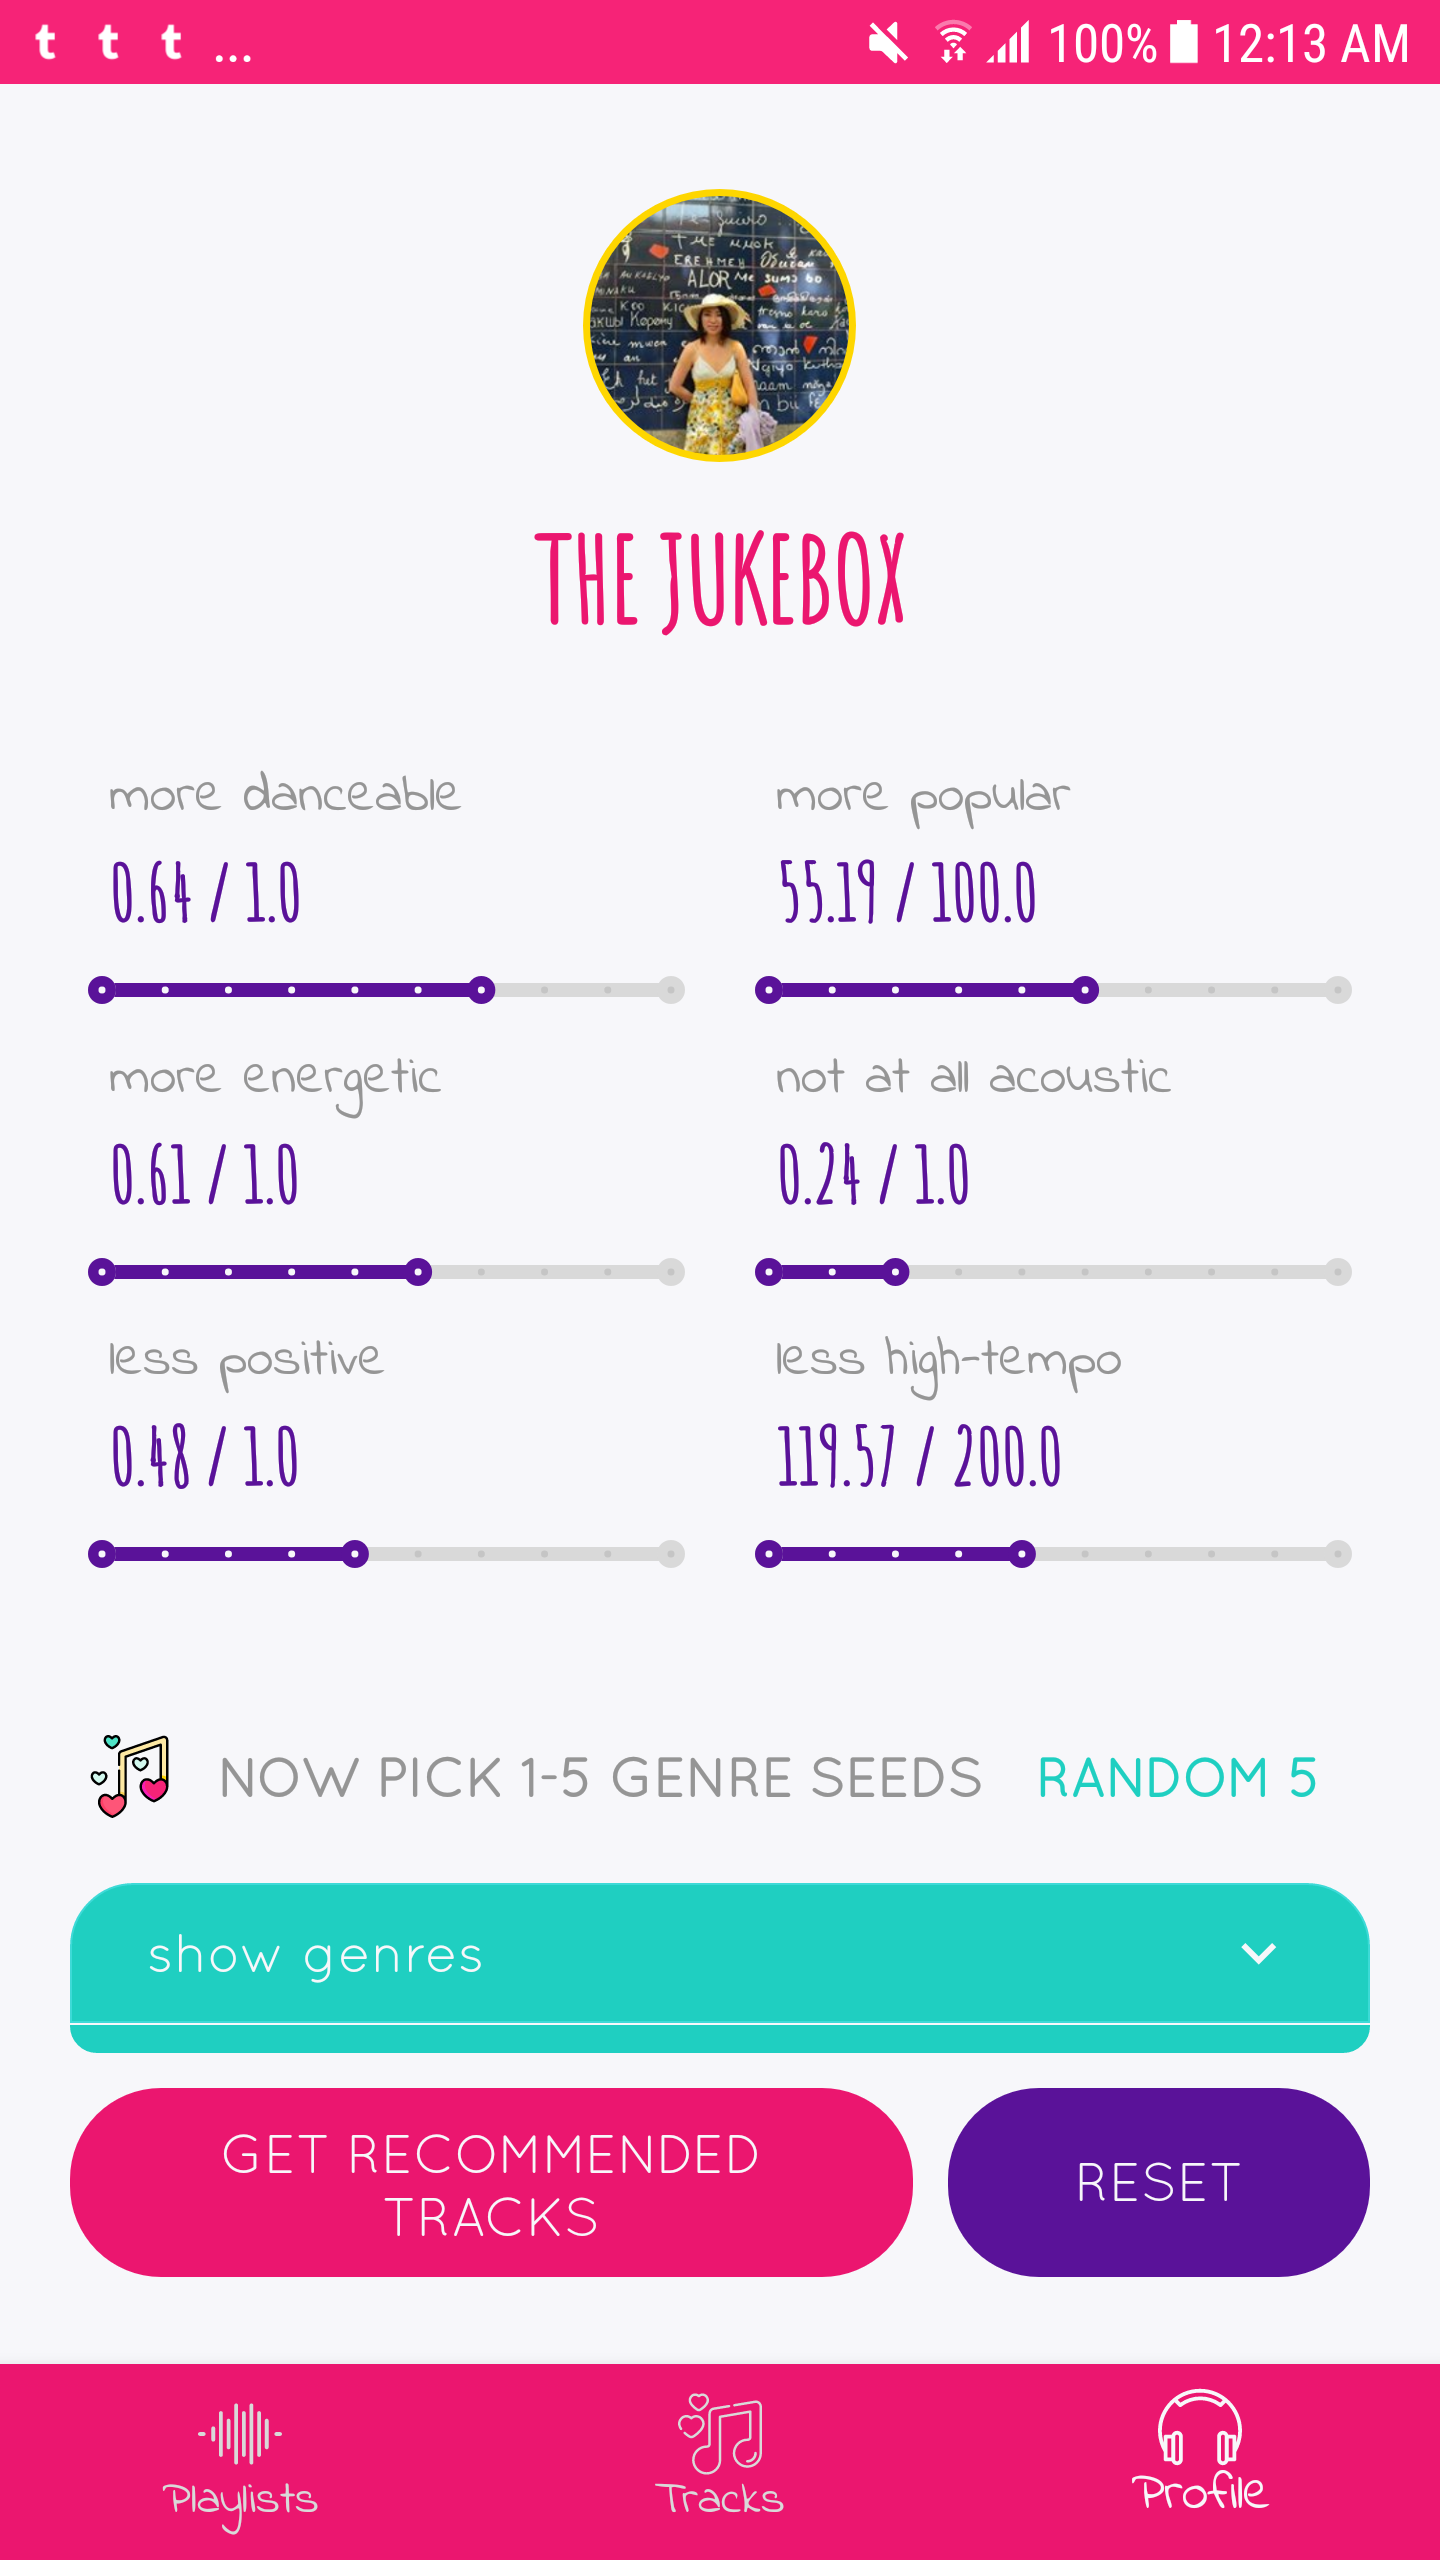 t t t ... 100% 12:13 AM
THE MOK
ALOR
THE JUKEBOX
more danceable
0.64 / 1.0
more popular
55.19 / 100.0
more energetic
0.61 / 1.0
not at all acoustic
0.24 / 1.0
less positive
0.48 / 1.0
less high-tempo
119.57 / 200.0
NOW PICK 1-5 GENRE SEEDS RANDOM 5
show genres
GET RECOMMENDED
TRACKS
RESET
Playlists
Tracks
Profile